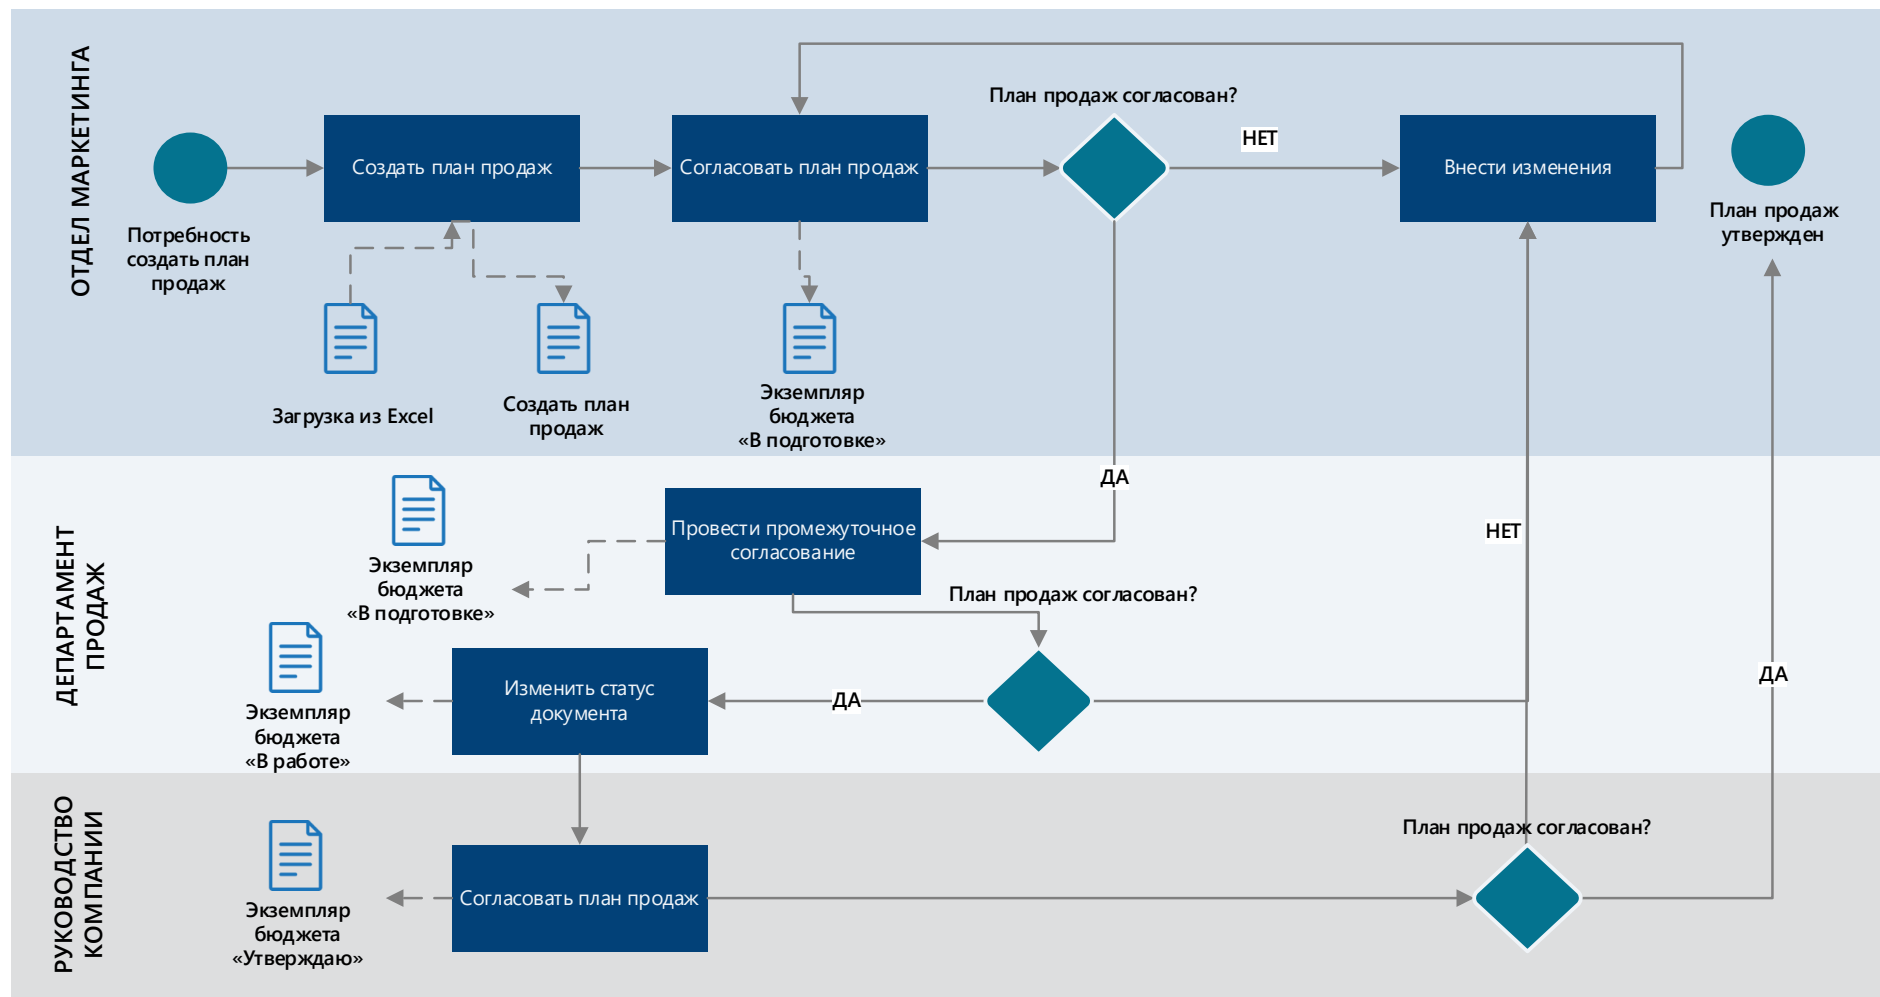 ОТДЕЛ МАРКЕТИНГА
План продаж согласован?
НЕТ
Создать план продаж
Согласовать план продаж
Внести изменения
Потребность
создать план
продаж
План продаж
утвержден
Загрузка из Excel
Создать план
продаж
Экземпляр
бюджета
«В подготовке»
ДА
ДЕПАРТАМЕНТ
ПРОДАЖ
Провести промежуточное
согласование
НЕТ
Экземпляр
бюджета
«В подготовке»
План продаж согласован?
Изменить статус
документа
ДА
ДА
Экземпляр
бюджета
«В работе»
РУКОВОДСТВО
КОМПАНИИ
План продаж согласован?
Согласовать план продаж
Экземпляр
бюджета
«Утверждаю»